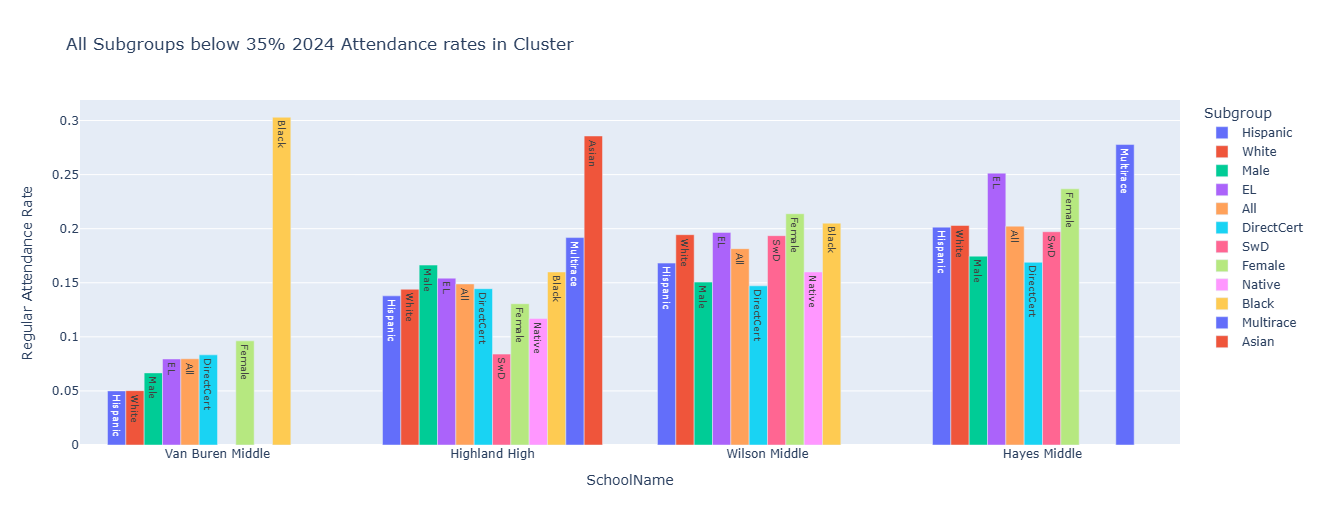 All Subgroups below 35% 2024 Attendance rates in Cluster
Regular Attendance Rate
0.3
0.25
0.2
0.15
0.1
0.05
0
Hispanic
White
Male
EL
All
DirectCert
Female
Black
Hispanic
White
Male
EL
All
DirectCert
SwD
Female
Native
Black
Multirace
Asian
Hispanic
White
Male
EL
All
DirectCert
SwD
Female
Native
Black
Hispanic
White
Male
EL
All
DirectCert
SwD
Female
Multirace
Van Buren Middle
Highland High
Wilson Middle
Hayes Middle
SchoolName
Subgroup
Hispanic
White
Male
EL
All
DirectCert
SwD
Female
Native
Black
Multirace
Asian